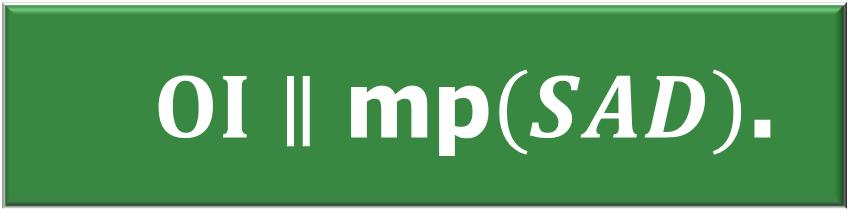 OI ∥ mp(SAD).